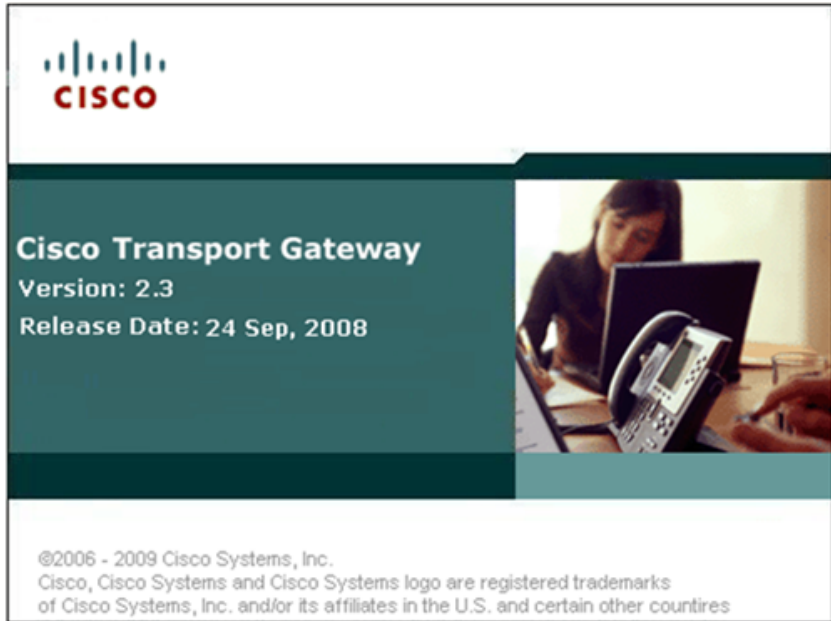 CISCO
Cisco Transport Gateway
Version: 2.3
Release Date: 24 Sep, 2008
©2006 - 2009 Cisco Systems, Inc.
Cisco, Cisco Systems and Cisco Systems logo are registered trademarks
of Cisco Systems, Inc. and/or its affiliates in the U.S. and certain other countires